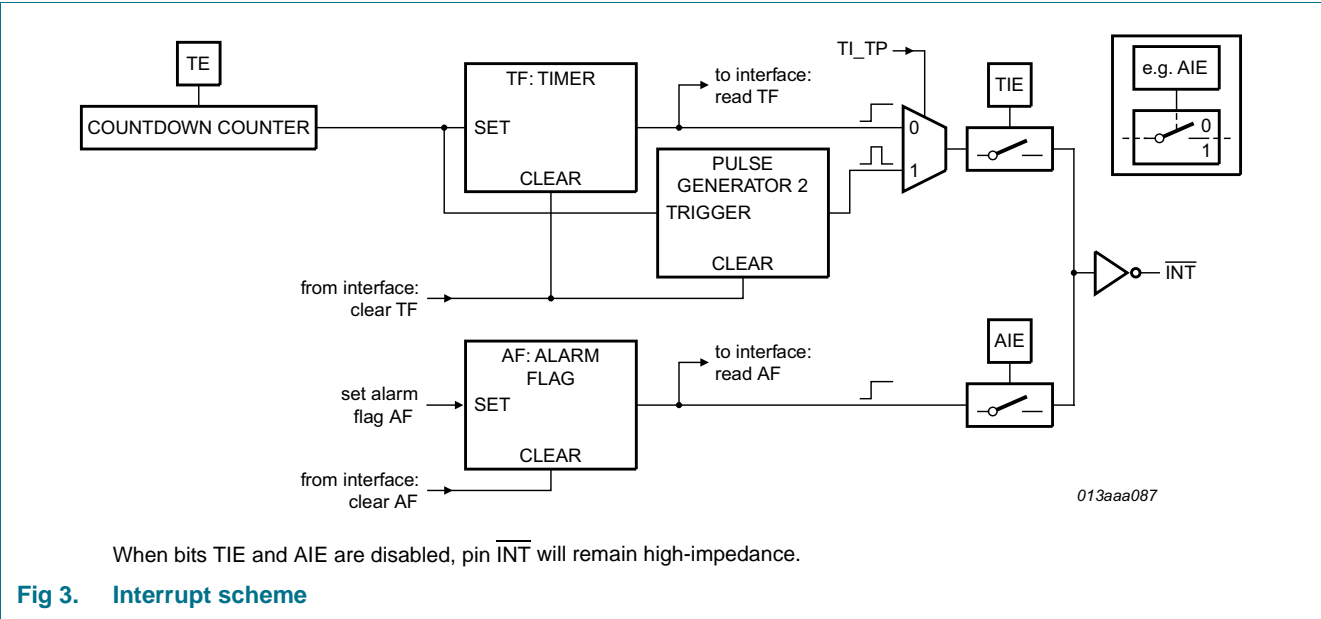 TE
COUNTDOWN COUNTER
TF: TIMER
SET
CLEAR
to interface:
read TF
PULSE
GENERATOR 2
TRIGGER
CLEAR
from interface:
clear TF
TI_TP
0
1
TIE
e.g. AIE
0
1
INT
AF: ALARM
FLAG
SET
CLEAR
set alarm
flag AF
from interface:
clear AF
to interface:
read AF
AIE
013aaa087
When bits TIE and AIE are disabled, pin INT will remain high-impedance.
Fig 3. Interrupt scheme